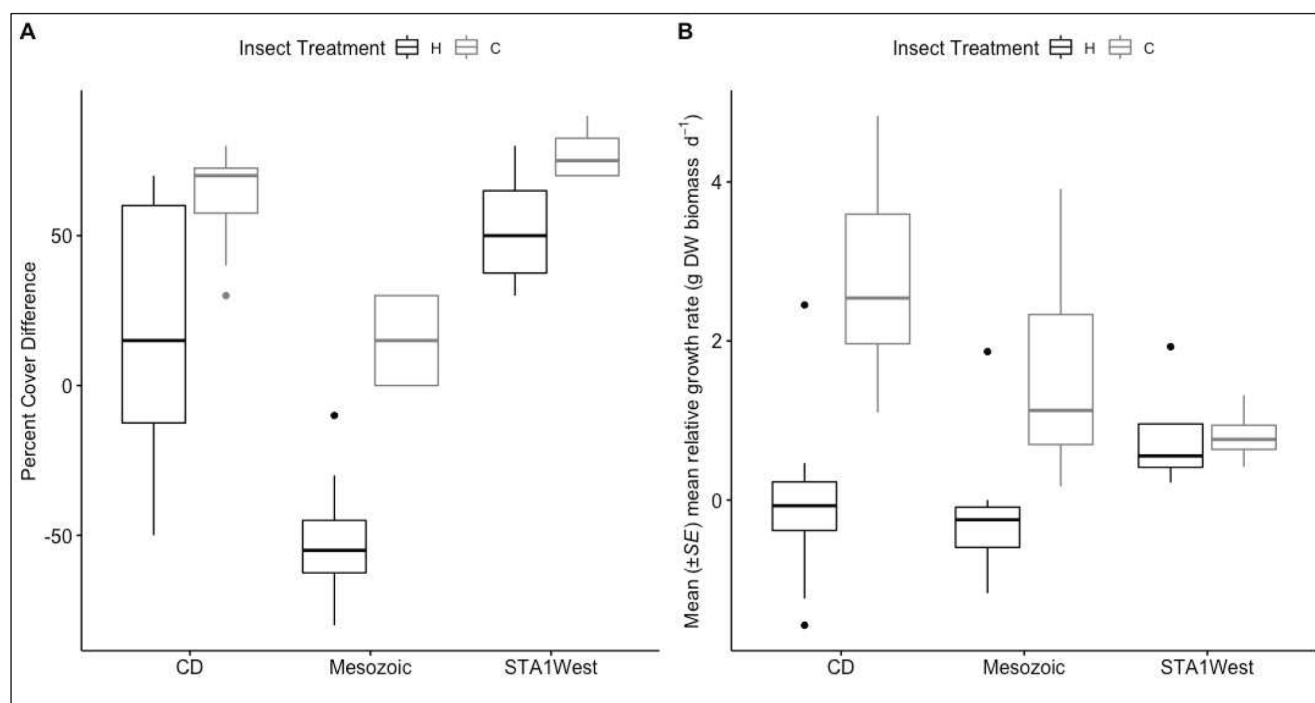 A
Insect Treatment H C
Percent Cover Difference
50
0
-50
CD Mesozoic STA1West
B
Insect Treatment H C
Mean (±SE) mean relative growth rate (g DW biomass d⁻¹)
4
2
0
CD Mesozoic STA1West